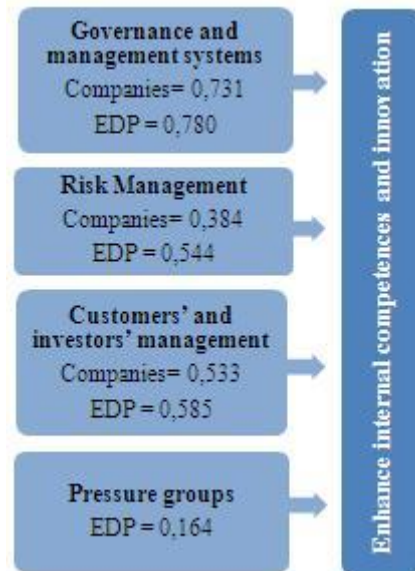 Governance and
management systems
Companies= 0,731
EDP = 0,780
Risk Management
Companies= 0,384
EDP = 0,544
Customers' and
investors' management
Companies= 0,533
EDP = 0,585
Pressure groups
EDP = 0,164
Enhance internal competences and innovation